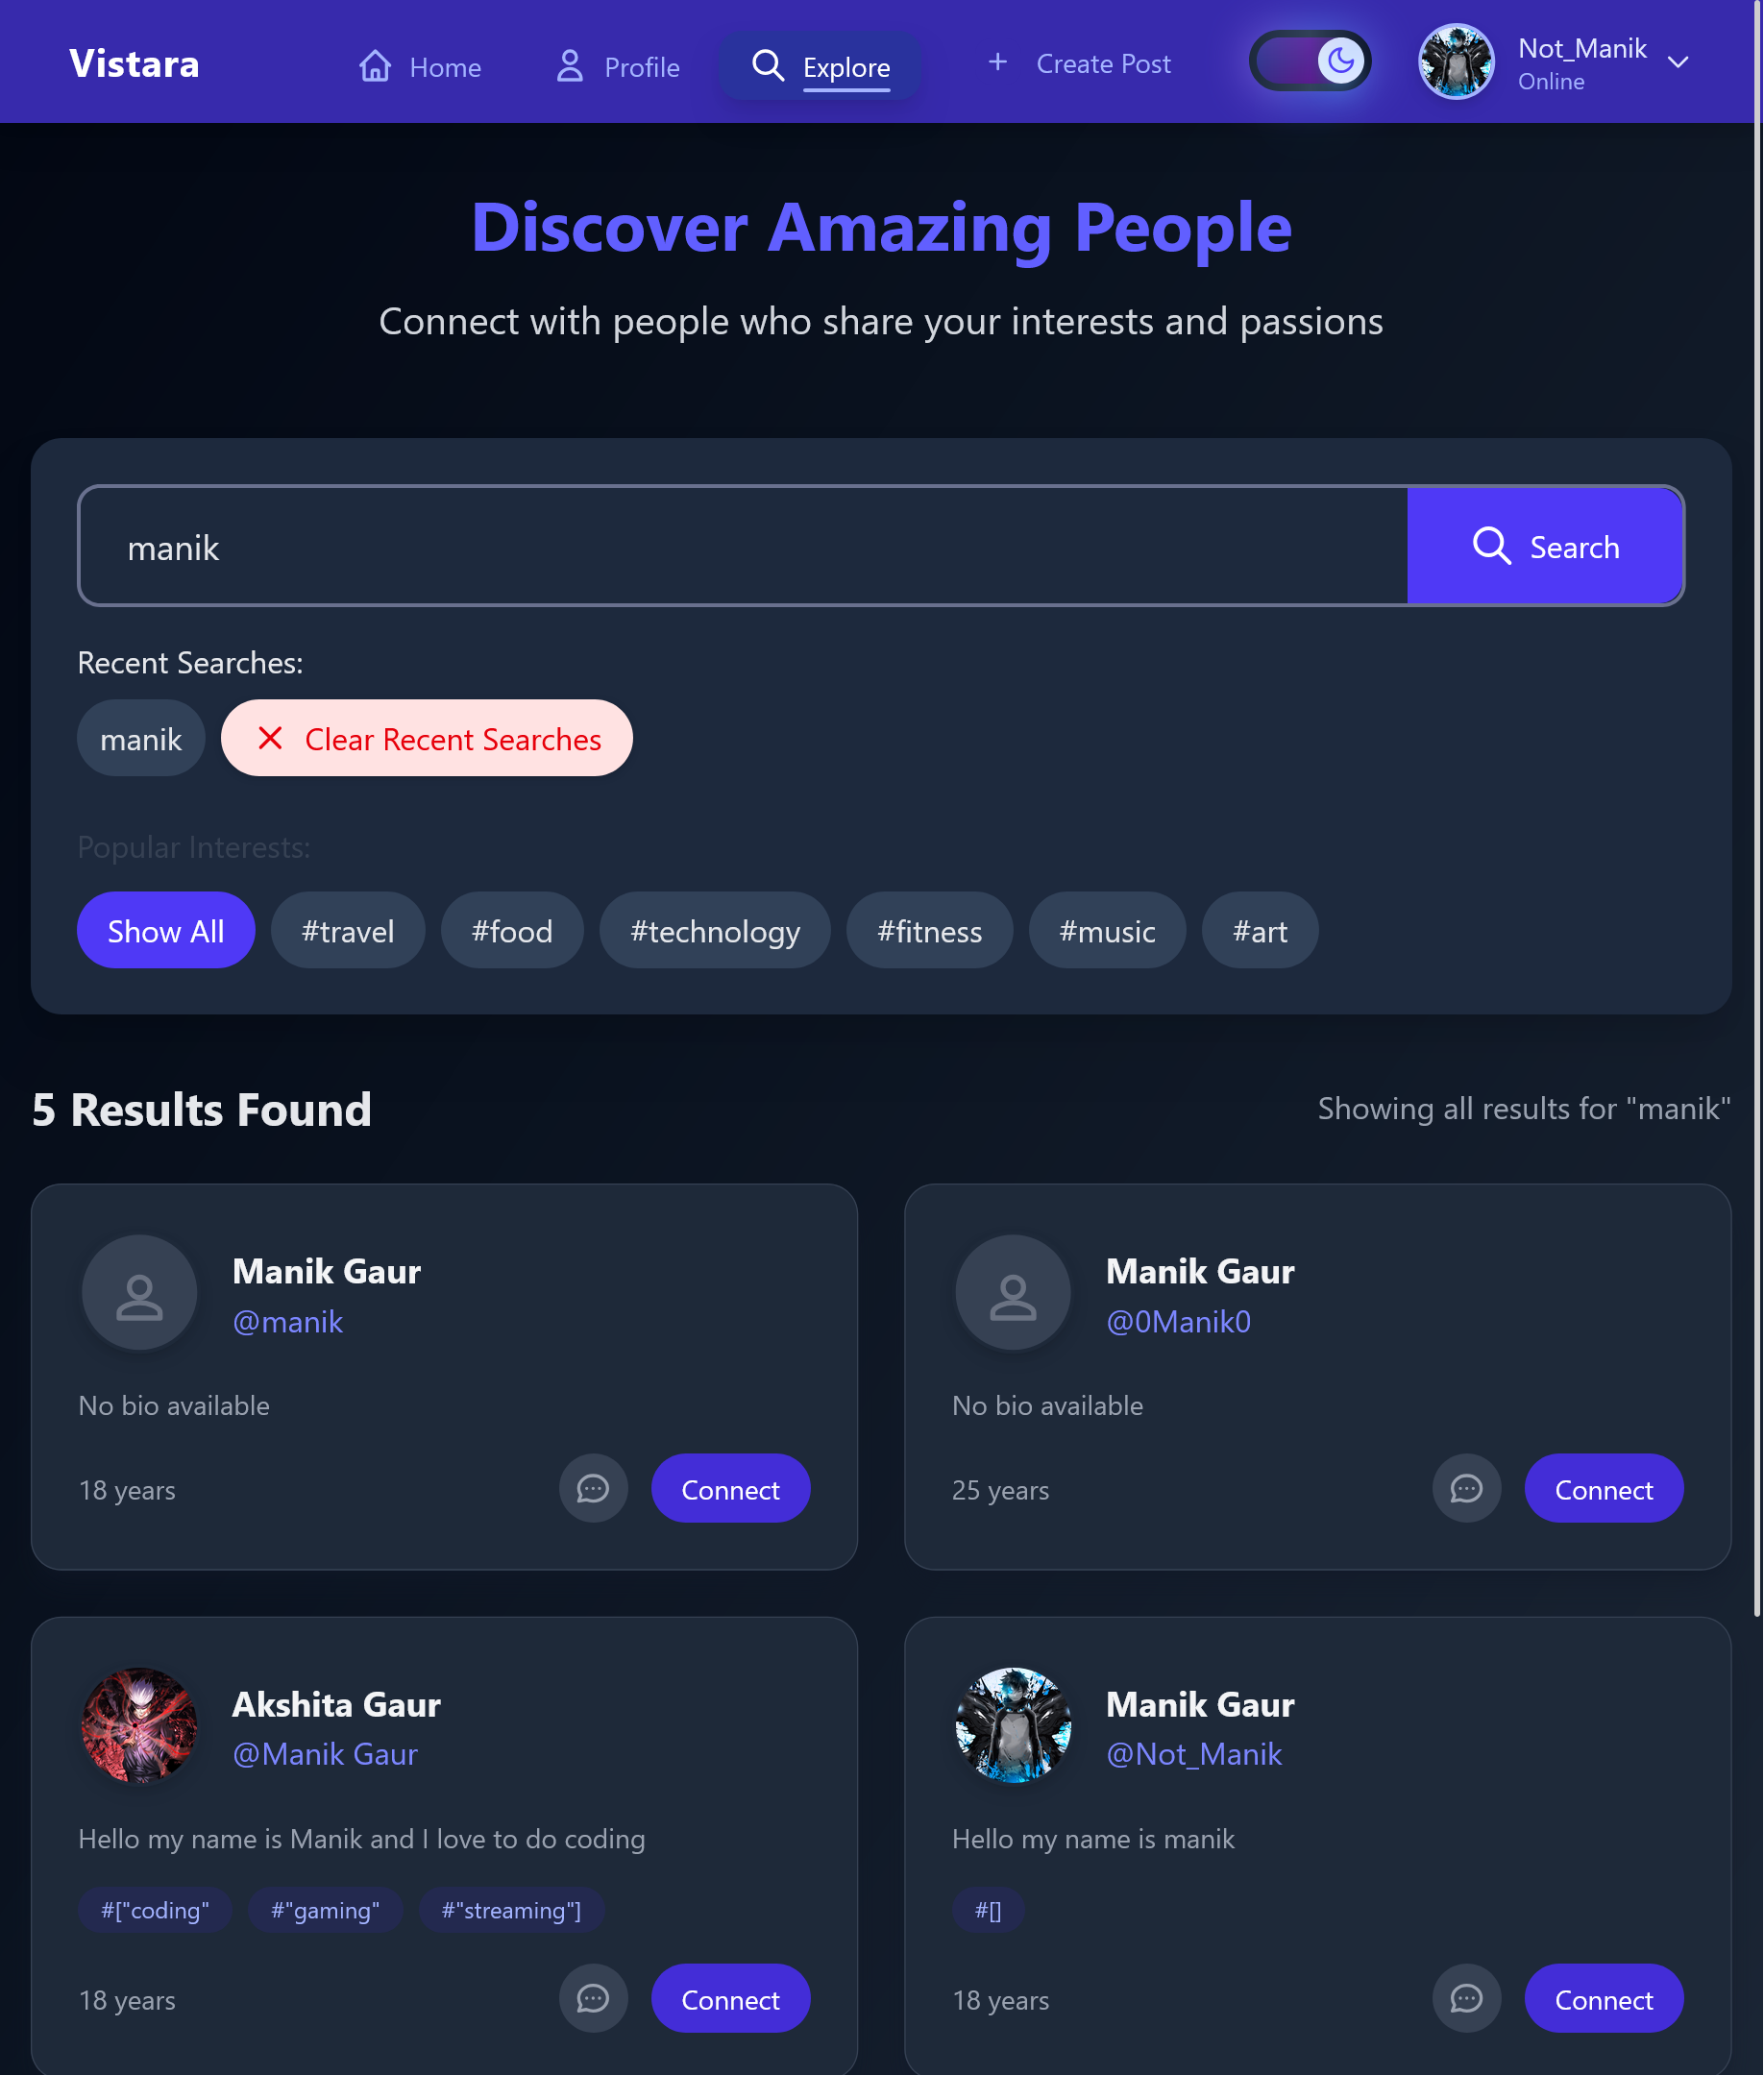 Vistara
Home
Profile
Explore
+ Create Post
Not_Manik
Online
Discover Amazing People
Connect with people who share your interests and passions
manik
Search
Recent Searches:
manik
Clear Recent Searches
Popular Interests:
Show All
#travel
#food
#technology
#fitness
#music
#art
5 Results Found
Showing all results for "manik"
Manik Gaur
@manik
No bio available
18 years
Connect
Manik Gaur
@0Manik0
No bio available
25 years
Connect
Akshita Gaur
@Manik Gaur
Hello my name is Manik and I love to do coding
#["coding"
#"gaming"
#"streaming"]
18 years
Connect
Manik Gaur
@Not_Manik
Hello my name is manik
#[]
18 years
Connect